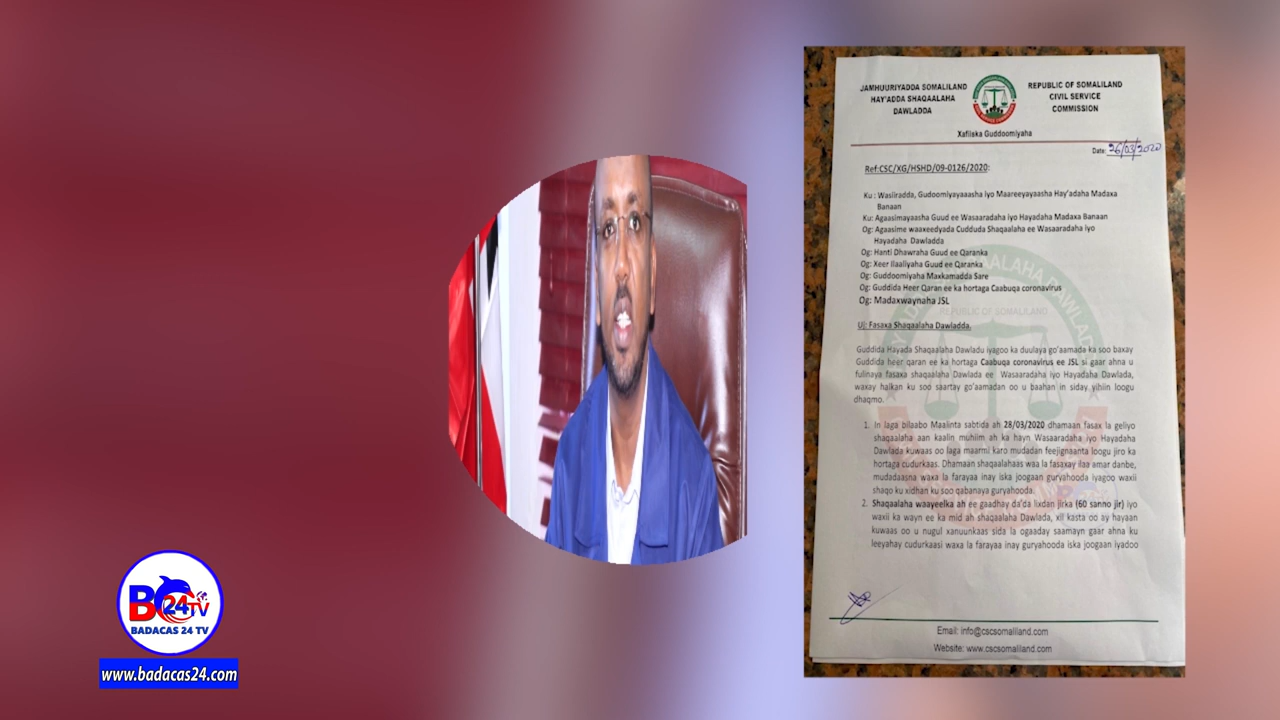 JAMHUURIYADDA SOMALILAND
HAY'ADDA SHAQAALAHA
DAWLADDA
REPUBLIC OF SOMALILAND
CIVIL SERVICE
COMMISSION
Xafiiska Guddoomiyaha
Date: 26/03/2020
Ref:CSC/XG/HSHD/09-0126/2020:
Ku : Wasiiradda, Gudoomiyayaaasha iyo Maareeyayaasha Hay'adaha Madaxa
Banaan
Ku: Agaasimayaasha Guud ee Wasaaradaha iyo Hayadaha Madaxa Banaan
Og: Agaasime waaxeedyada Cudduda Shaqaalaha ee Wasaaradaha iyo
Hayadaha Dawladda
Og: Hanti Dhawraha Guud ee Qaranka
Og: Xeer Ilaaliyaha Guud ee Qaranka
Og: Guddoomiyaha Maxkamadda Sare
Og: Guddida Heer Qaran ee ka hortaga Caabuqa coronavirus
Og: Madaxwaynaha JSL
Uj: Fasaxa Shaqaalaha Dawladda.
Guddida Hayada Shaqaalaha Dawladu iyagoo ka duulaya go'aamada ka soo baxay
Guddida heer qaran ee ka hortaga Caabuqa coronavirus ee JSL si gaar ahna u
fulinaya fasaxa shaqaalaha Dawlada ee Wasaaradaha iyo Hayadaha Dawlada,
waxay halkan ku soo saartay go'aamadan oo u baahan in siday yihiin loogu
dhaqmo.
1. In laga bilaabo Maalinta sabtida ah 28/03/2020 dhamaan fasax la geliyo
shaqaalaha aan kaalin muhiim ah ka hayn Wasaaradaha iyo Hayadaha
Dawlada kuwaas oo laga maarmi karo mudadan feejignaanta loogu jiro ka
hortaga cudurkaas. Dhamaan shaqaalahaas waa la fasaxay ilaa amar danbe,
mudadaasna waxa la farayaa inay iska joogaan guryahooda iyagoo waxii
shaqo ku xidhan ku soo qabanaya guryahooda.
2. Shaqaalaha waayeelka ah ee gaadhay da'da lixdan jirka (60 sanno jir) iyo
waxii ka wayn ee ka mid ah shaqaalaha Dawlada, xil kasta oo ay hayaan
kuwaas oo u nugul xanuunkaas sida la ogaaday saamayn gaar ahna ku
leeyahay cudurkaasi waxa la farayaa inay guryahooda iska joogaan iyadoo
Email: info@cscsomaliland.com
Website: www.cscsomaliland.com
BC 24 TV
BADACAS 24 TV
www.badacas24.com